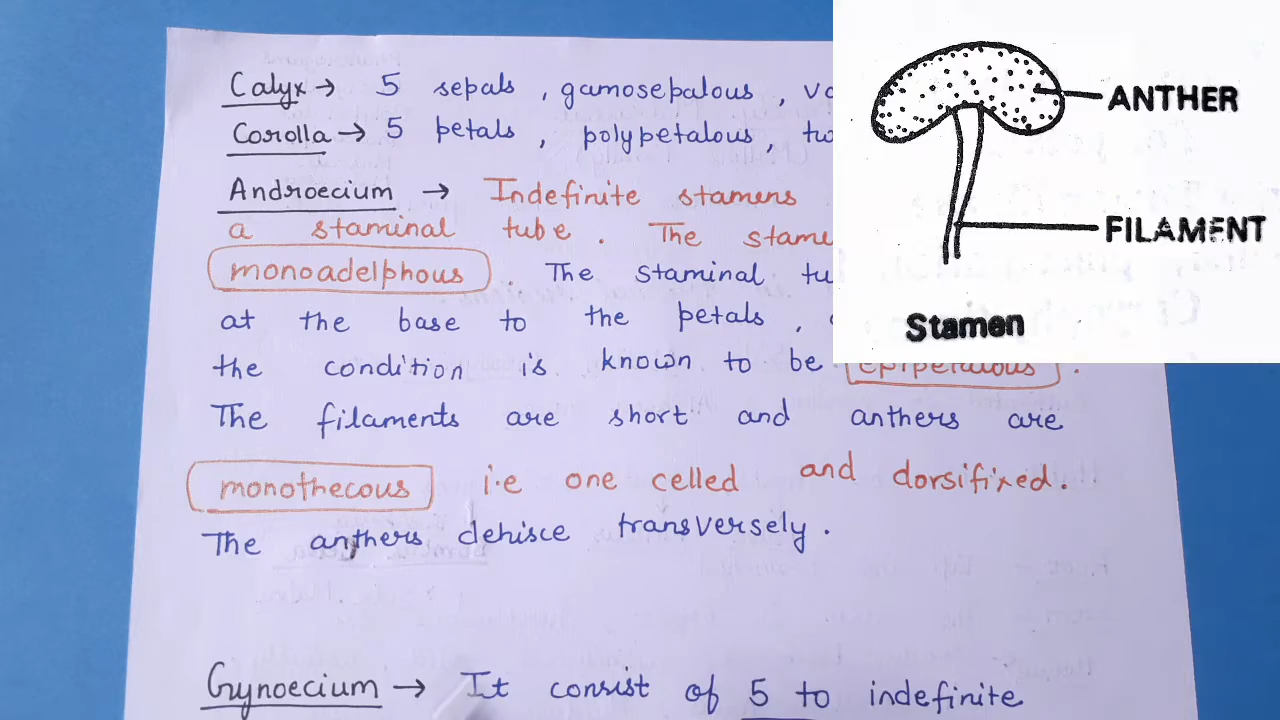 Calyx → 5 sepals , gamosepalous ,
Corolla → 5 petals , polypetalous ,
Androecium → Indefinite stamens
a staminal tube . The
monoadelphous . The staminal
at the base to the petals ,
the condition is known to be epipetalous .
The filaments are short and anthers are
monothecous i.e one celled and dorsifixed .
The anthers dehisce transversely .
Gynoecium → It consist of 5 to indefinite
ANTHER
FILAMENT
Stamen